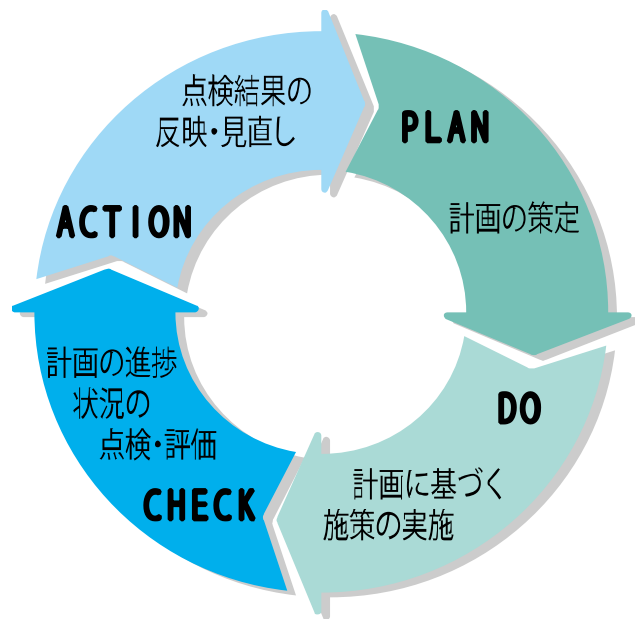 PLAN
計画の策定
DO
計画に基づく
施策の実施
CHECK
計画の進捗
状況の
点検・評価
ACTION
点検結果の
反映・見直し